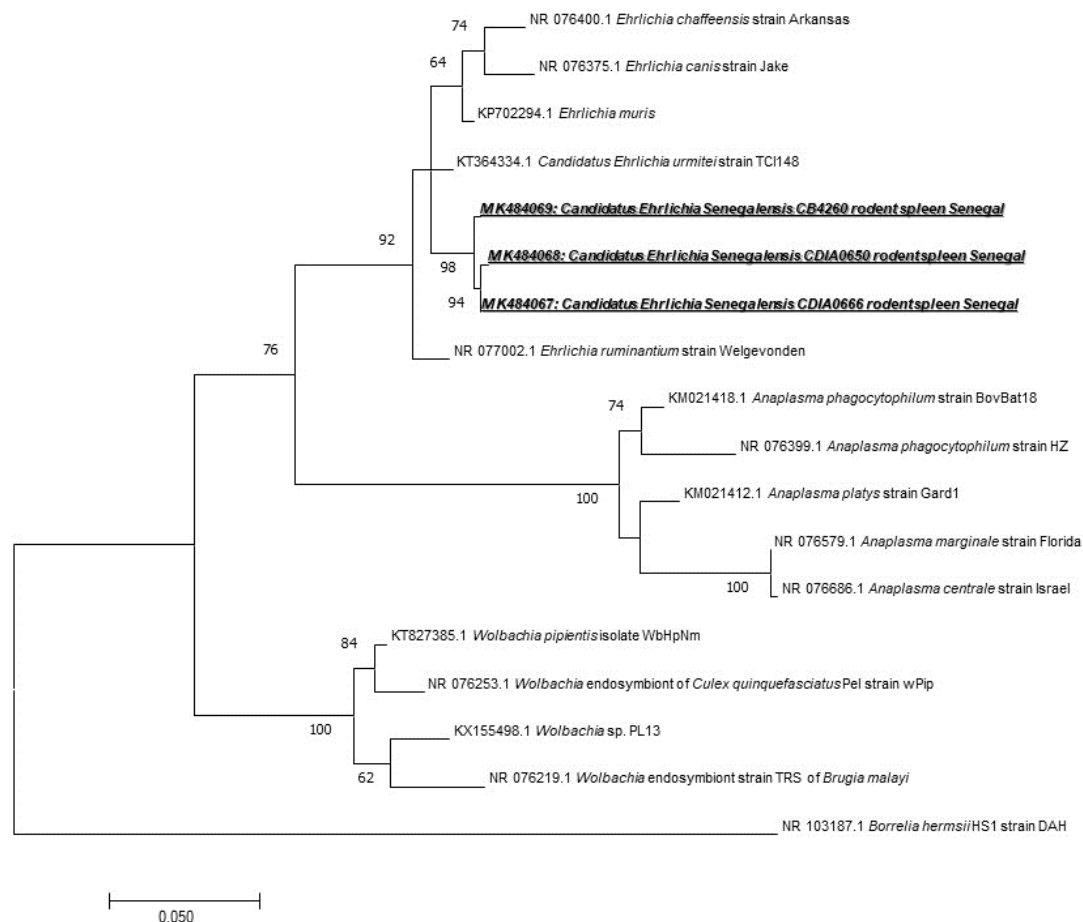 74
NR 076400.1 Ehrlichia chaffeensis strain Arkansas
NR 076375.1 Ehrlichia canis strain Jake
64
KP702294.1 Ehrlichia muris
KT364334.1 Candidatus Ehrlichia urmitei strain TCI148
MK484069: Candidatus Ehrlichia Senegalensis CB4260 rodent spleen Senegal
92
MK484068: Candidatus Ehrlichia Senegalensis CDIA0650 rodent spleen Senegal
98
94
MK484067: Candidatus Ehrlichia Senegalensis CDIA0666 rodent spleen Senegal
76
NR 077002.1 Ehrlichia ruminantium strain Welgevonden
74
KM021418.1 Anaplasma phagocytophilum strain BovBat18
NR 076399.1 Anaplasma phagocytophilum strain HZ
100
KM021412.1 Anaplasma platys strain Gard1
NR 076579.1 Anaplasma marginale strain Florida
100
NR 076686.1 Anaplasma centrale strain Israel
84
KT827385.1 Wolbachia pipientis isolate WbHpNm
NR 076253.1 Wolbachia endosymbiont of Culex quinquefasciatus Pel strain wPip
100
KX155498.1 Wolbachia sp. PL13
62
NR 076219.1 Wolbachia endosymbiont strain TRS of Brugia malayi
NR 103187.1 Borrelia hermsii HS1 strain DAH
0.050